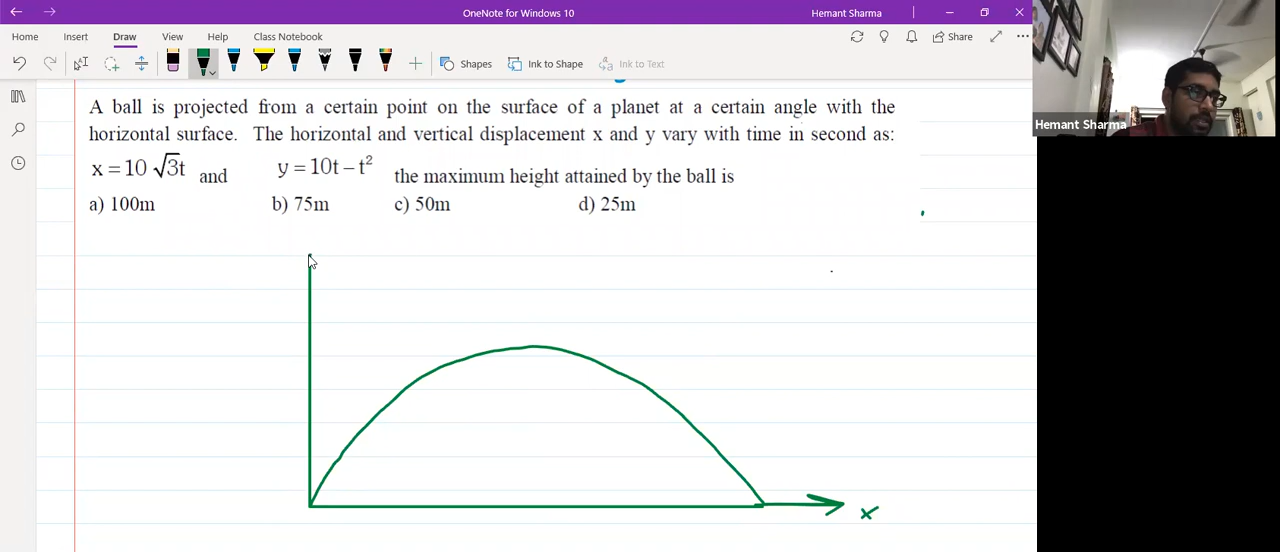 OneNote for Windows 10
Hemant Sharma
Home Insert Draw View Help Class Notebook
Share
Shapes Ink to Shape Ink to Text
A ball is projected from a certain point on the surface of a planet at a certain angle with the
horizontal surface. The horizontal and vertical displacement x and y vary with time in second as:
x = 10 √3t and y = 10t – t² the maximum height attained by the ball is
a) 100m b) 75m c) 50m d) 25m
x
Hemant Sharma